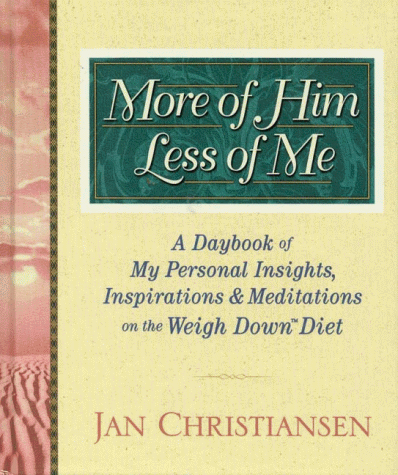 More of Him
Less of Me
A Daybook of
My Personal Insights,
Inspirations & Meditations
on the Weigh Down™ Diet
JAN CHRISTIANSEN